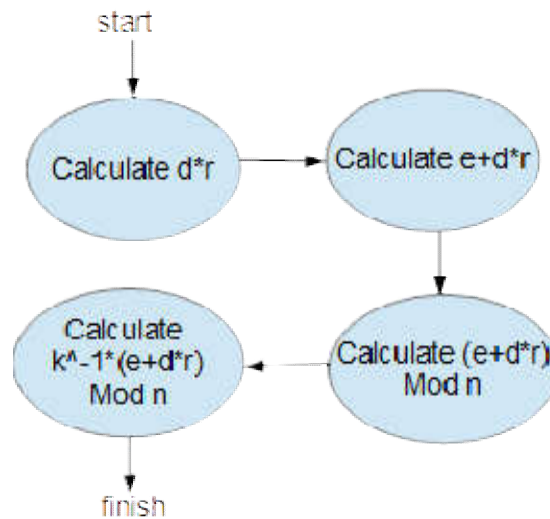 start
Calculate d*r
Calculate e+d*r
Calculate (e+d*r)
Mod n
Calculate
k^-1*(e+d*r)
Mod n
finish